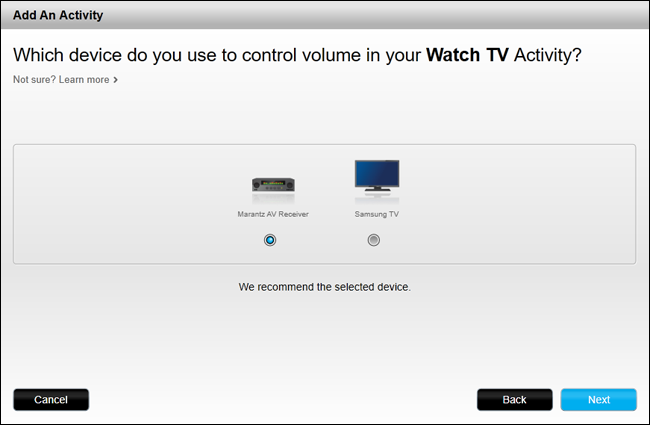 Add An Activity
Which device do you use to control volume in your Watch TV Activity?
Not sure? Learn more >
Marantz AV Receiver
Samsung TV
We recommend the selected device.
Cancel
Back
Next